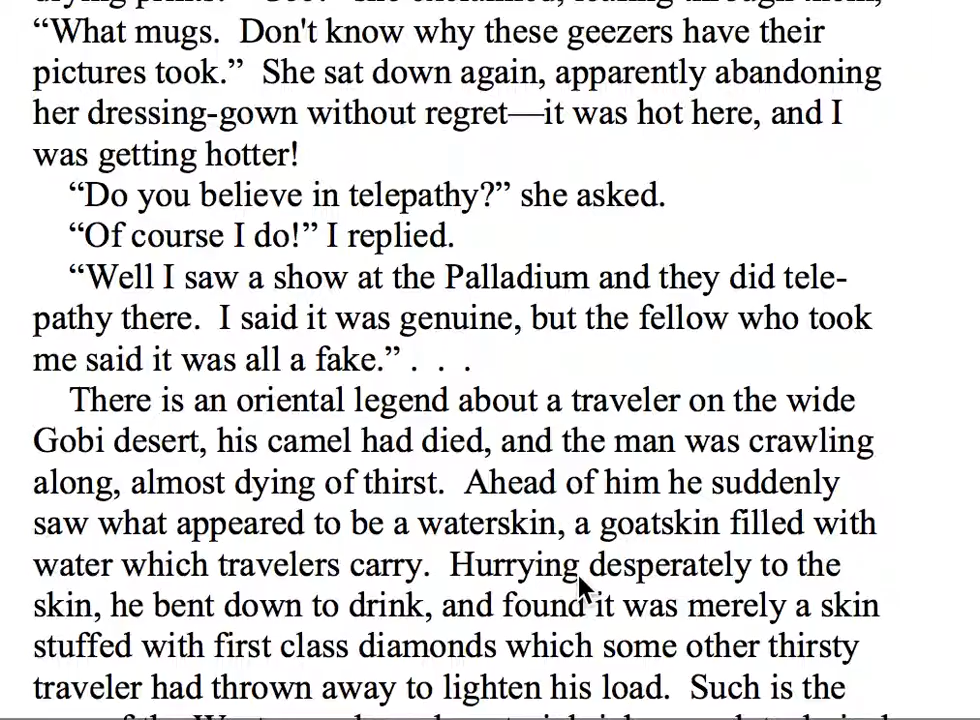 “What mugs.  Don't know why these geezers have their
pictures took.”  She sat down again, apparently abandoning
her dressing-gown without regret—it was hot here, and I
was getting hotter!
“Do you believe in telepathy?” she asked.
“Of course I do!” I replied.
“Well I saw a show at the Palladium and they did tele-
pathy there.  I said it was genuine, but the fellow who took
me said it was all a fake.” . . .
There is an oriental legend about a traveler on the wide
Gobi desert, his camel had died, and the man was crawling
along, almost dying of thirst.  Ahead of him he suddenly
saw what appeared to be a waterskin, a goatskin filled with
water which travelers carry.  Hurrying desperately to the
skin, he bent down to drink, and found it was merely a skin
stuffed with first class diamonds which some other thirsty
traveler had thrown away to lighten his load.  Such is the